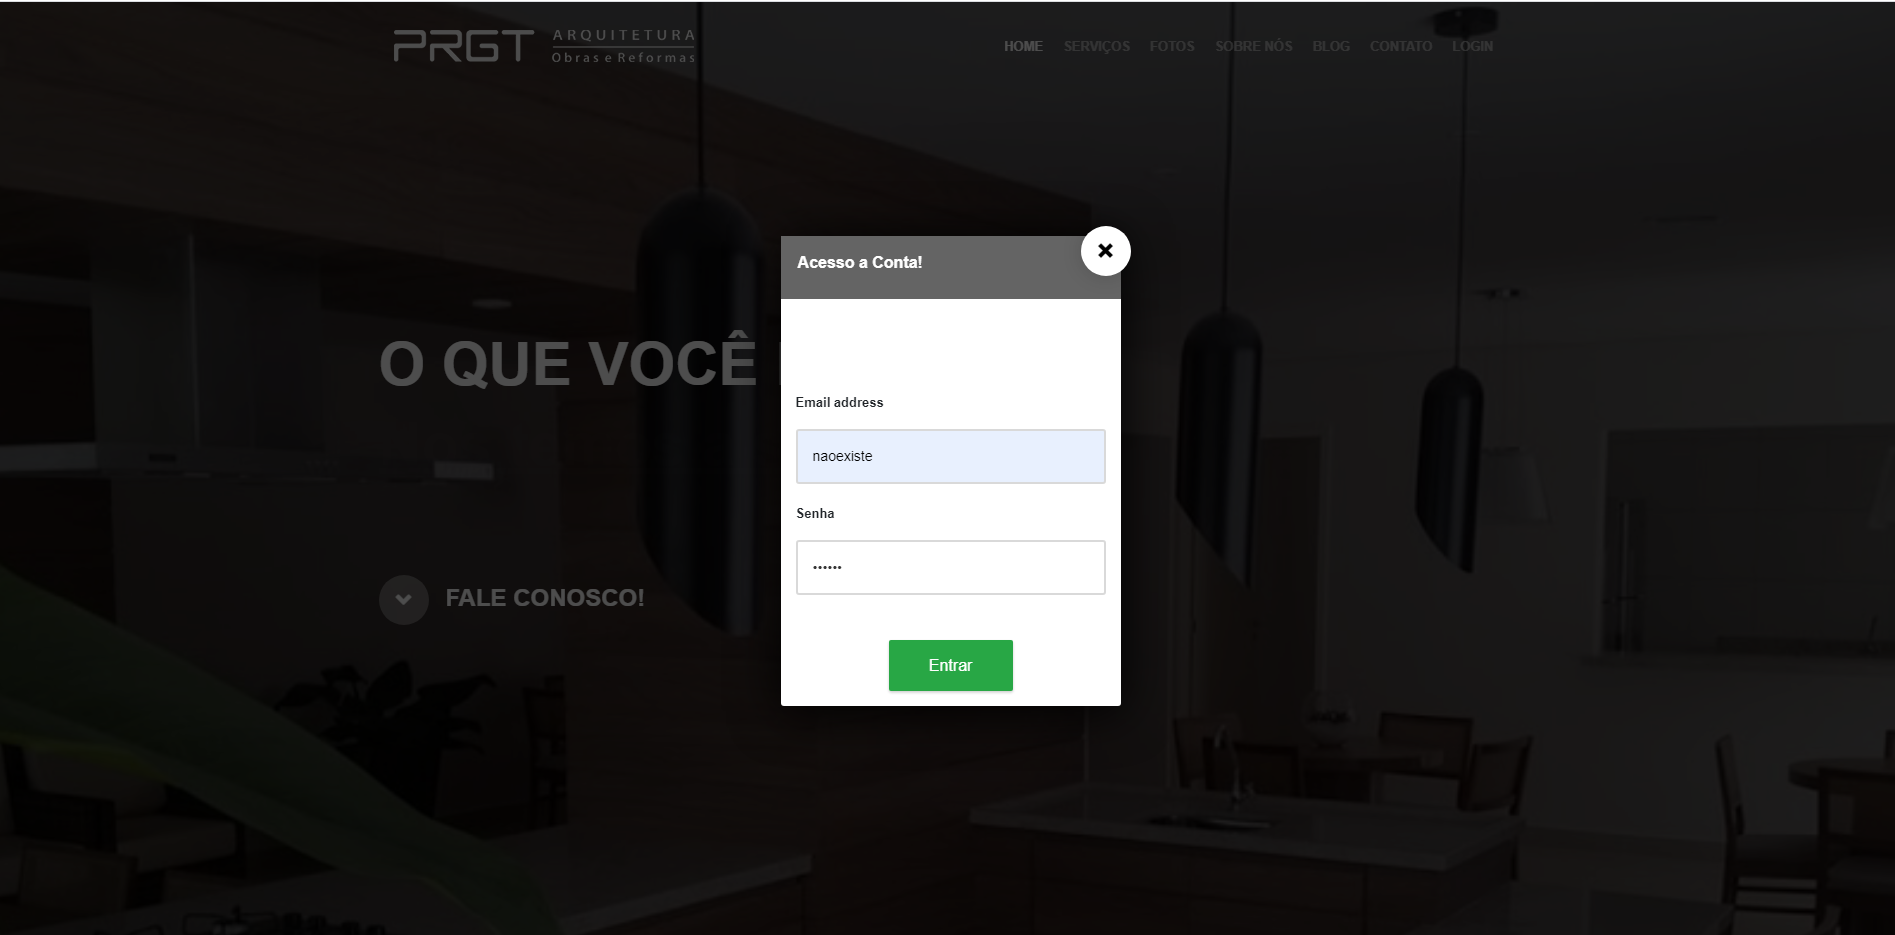 PRGT ARQUITETURA
Obras e Reformas
HOME SERVIÇOS FOTOS SOBRE NÓS BLOG CONTATO LOGIN
O QUE VOCÊ
FALE CONOSCO!
Acesso a Conta!
Email address
naoexiste
Senha
••••••
Entrar